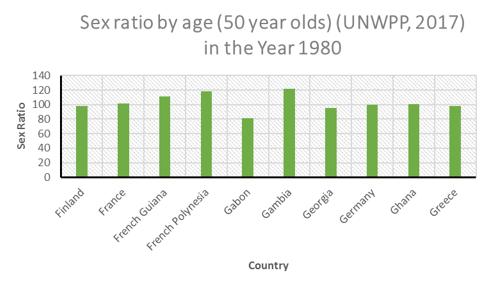 Sex ratio by age (50 year olds) (UNWPP, 2017)
in the Year 1980
Sex Ratio
140
120
100
80
60
40
20
0
Finland
France
French Guiana
French Polynesia
Gabon
Gambia
Georgia
Germany
Ghana
Greece
Country